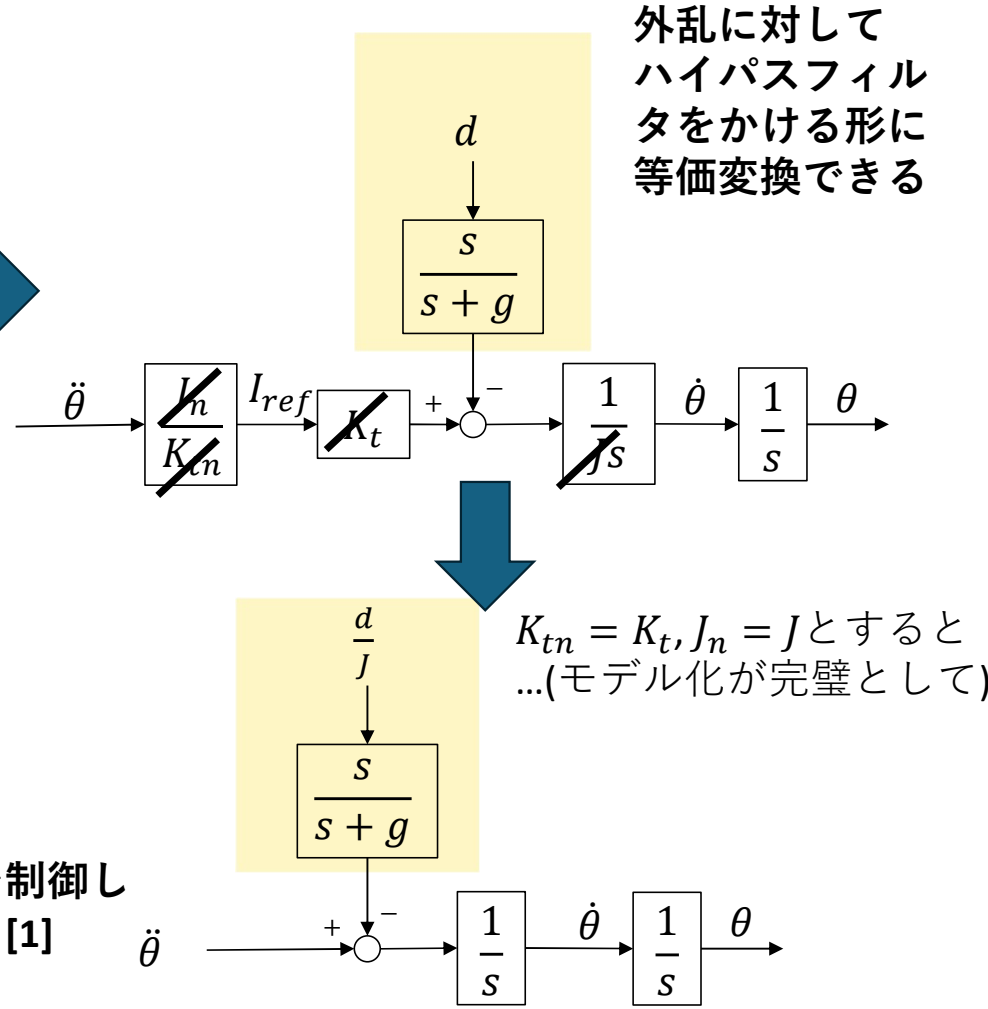 外乱に対して
ハイパスフィル
タをかける形に
等価変換できる
d
s
s + g
θ̈
J_n
K_tn
I_ref
K_t
+
−
1
Js
θ̇
1
s
θ
K_tn = K_t, J_n = Jとすると
...(モデル化が完璧として)
d
J
s
s + g
制御し
[1]
θ̈
+
−
1
s
θ̇
1
s
θ